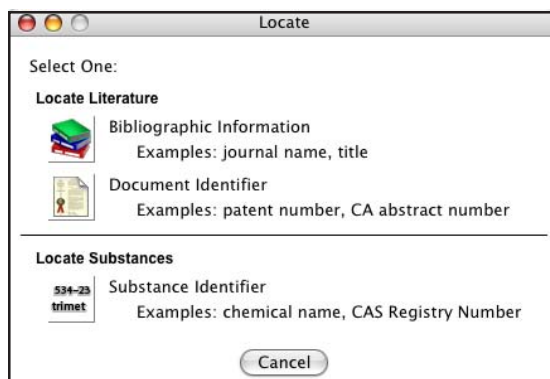 Locate
Select One:
Locate Literature
Bibliographic Information
Examples: journal name, title
Document Identifier
Examples: patent number, CA abstract number
Locate Substances
534-23
trimet
Substance Identifier
Examples: chemical name, CAS Registry Number
Cancel